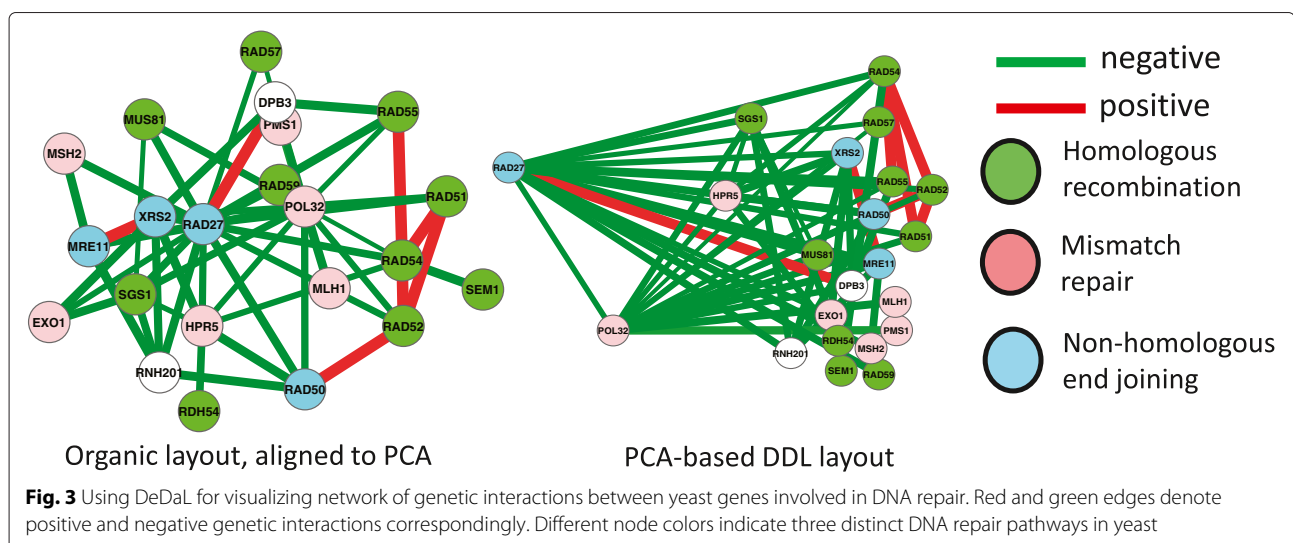 RAD57
DPB3
PMS1
RAD55
MUS81
MSH2
RAD59
POL32
RAD51
XRS2
RAD27
MRE11
RAD54
SGS1
MLH1
SEM1
EXO1
HPR5
RAD52
RNH201
RAD50
RDH54
Organic layout, aligned to PCA
RAD54
SGS1
RAD57
XRS2
RAD27
RAD55
RAD52
HPR5
RAD50
RAD51
MUS81
MRE11
DPB3
MLH1
EXO1
POL32
PMS1
RDH54
MSH2
RNH201
SEM1
RAD59
PCA-based DDL layout
negative
positive
Homologous
recombination
Mismatch
repair
Non-homologous
end joining
Fig. 3 Using DeDaL for visualizing network of genetic interactions between yeast genes involved in DNA repair. Red and green edges denote
positive and negative genetic interactions correspondingly. Different node colors indicate three distinct DNA repair pathways in yeast